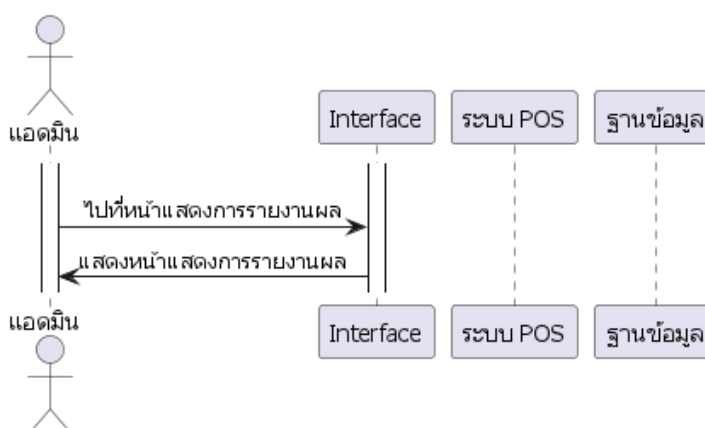 แอดมิน
Interface
ระบบ POS
ฐานข้อมูล
ไปที่หน้าแสดงการรายงานผล
แสดงหน้าแสดงการรายงานผล
แอดมิน
Interface
ระบบ POS
ฐานข้อมูล